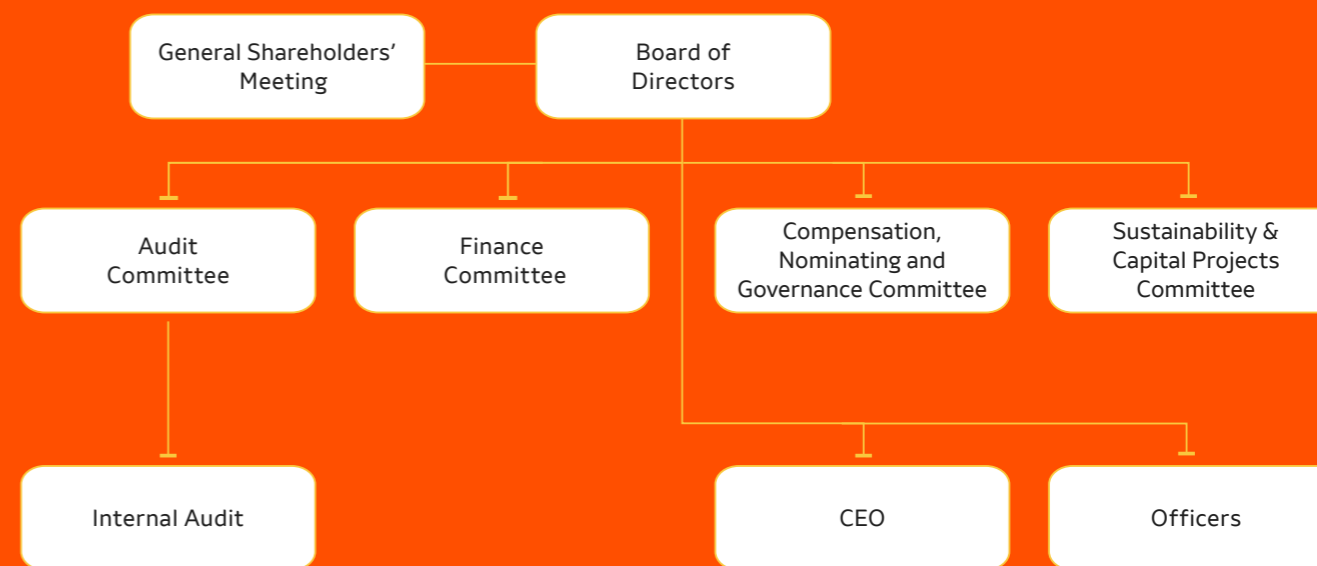 General Shareholders’
Meeting
Board of
Directors
Audit
Committee
Finance
Committee
Compensation,
Nominating and
Governance Committee
Sustainability &
Capital Projects
Committee
Internal Audit
CEO
Officers